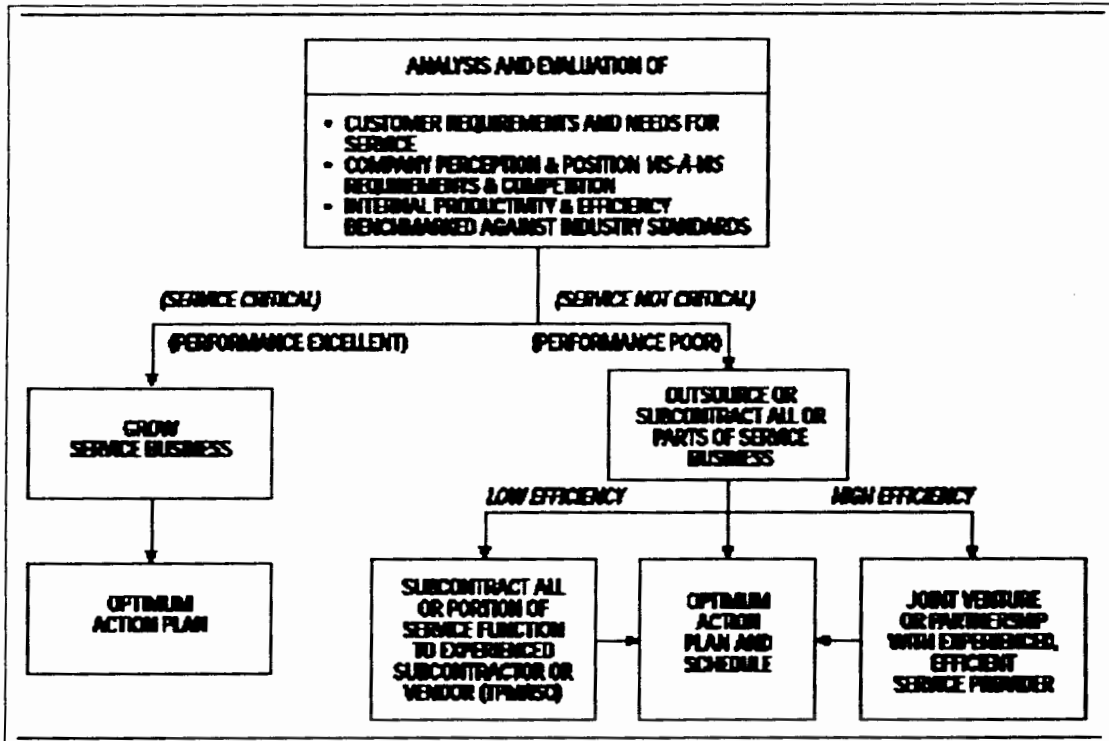 ANALYSIS AND EVALUATION OF
• CUSTOMER REQUIREMENTS AND NEEDS FOR
SERVICE
• COMPANY PERCEPTION & POSITION VIS-À-VIS
REQUIREMENTS & COMPETITION
• INTERNAL PRODUCTIVITY & EFFICIENCY
BENCHMARKED AGAINST INDUSTRY STANDARDS
(SERVICE CRITICAL)
(SERVICE NOT CRITICAL)
(PERFORMANCE EXCELLENT)
(PERFORMANCE POOR)
GROW
SERVICE BUSINESS
OUTSOURCE OR
SUBCONTRACT ALL OR
PARTS OF SERVICE
BUSINESS
LOW EFFICIENCY
HIGH EFFICIENCY
OPTIMUM
ACTION PLAN
SUBCONTRACT ALL
OR PORTION OF
SERVICE FUNCTION
TO EXPERIENCED
SUBCONTRACTOR OR
VENDOR
OPTIMUM
ACTION
PLAN AND
SCHEDULE
JOINT VENTURE
OR PARTNERSHIP
WITH EXPERIENCED,
EFFICIENT
SERVICE PROVIDER